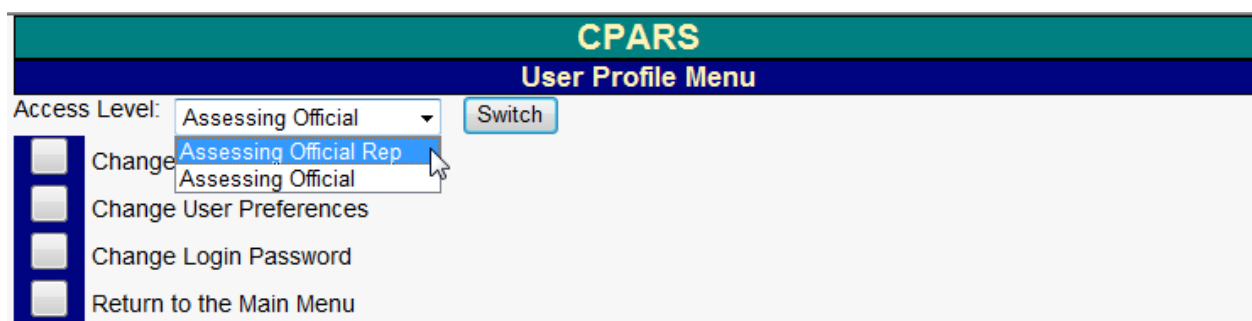 CPARS
User Profile Menu
Access Level: Assessing Official Switch
Assessing Official Rep
Assessing Official
Change
Change User Preferences
Change Login Password
Return to the Main Menu